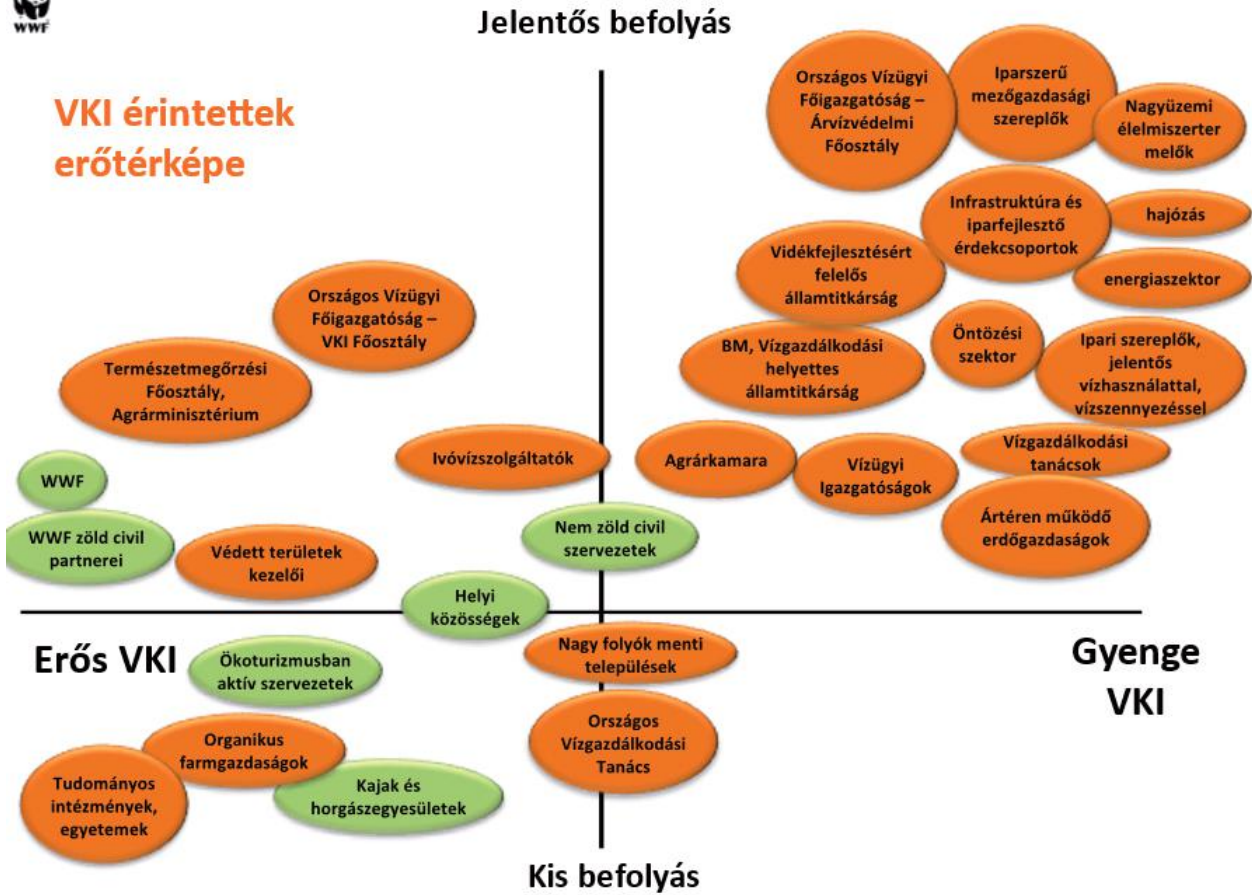 WWF
Jelentős befolyás
VKI érintettek
erőtérképe
Országos Vízügyi
Főigazgatóság –
Árvízvédelmi
Főosztály
Iparszerű
mezőgazdasági
szereplők
Nagyüzemi
élelmiszerter
melők
Infrastruktúra és
iparfejlesztő
érdekcsoportok
hajózás
Vidékfejlesztésért
felelős
államtitkárság
energiaszektor
Országos Vízügyi
Főigazgatóság –
VKI Főosztály
Öntözési
szektor
BM, Vízgazdálkodási
helyettes
államtitkárság
Ipari szereplők,
jelentős
vízhasználattal,
vízszennyezéssel
Természetmegőrzési
Főosztály,
Agrárminisztérium
Ivóvízszolgáltatók
Agrárkamara
Vízügyi
Igazgatóságok
Vízgazdálkodási
tanácsok
WWF
WWF zöld civil
partnerei
Védett területek
kezelői
Nem zöld civil
szervezetek
Ártéren működő
erdőgazdaságok
Helyi
közösségek
Erős VKI
Ökoturizmusban
aktív szervezetek
Nagy folyók menti
települések
Gyenge
VKI
Országos
Vízgazdálkodási
Tanács
Organikus
farmgazdaságok
Tudományos
intézmények,
egyetemek
Kajak és
horgászegyesületek
Kis befolyás